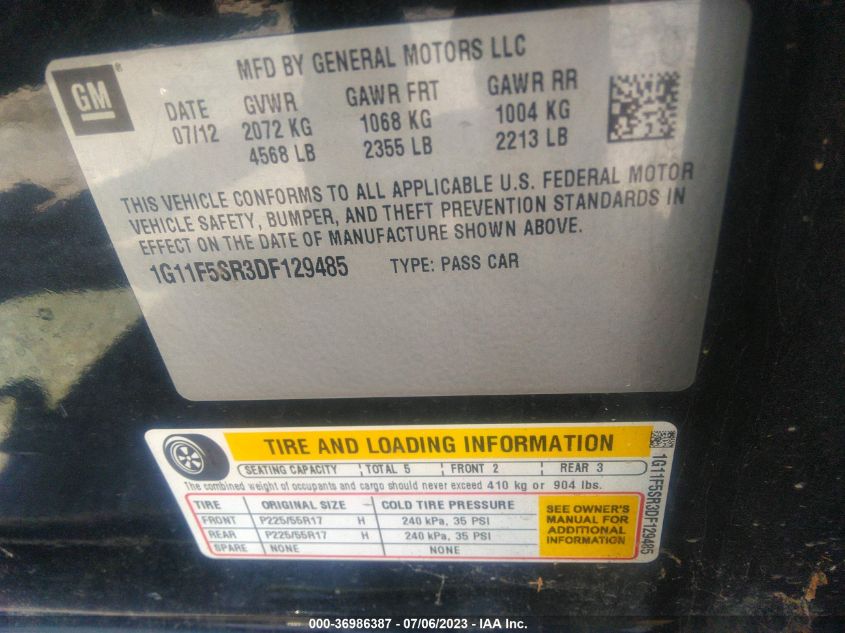 GM ®
MFD BY GENERAL MOTORS LLC
DATE GVWR GAWR FRT GAWR RR
07/12 2072 KG 1068 KG 1004 KG
4568 LB 2355 LB 2213 LB
THIS VEHICLE CONFORMS TO ALL APPLICABLE U.S. FEDERAL MOTOR
VEHICLE SAFETY, BUMPER, AND THEFT PREVENTION STANDARDS IN
EFFECT ON THE DATE OF MANUFACTURE SHOWN ABOVE.
1G11F5SR3DF129485 TYPE: PASS CAR
TIRE AND LOADING INFORMATION
SEATING CAPACITY TOTAL 5 FRONT 2 REAR 3
The combined weight of occupants and cargo should never exceed 410 kg or 904 lbs.
TIRE ORIGINAL SIZE COLD TIRE PRESSURE
FRONT P225/55R17 H 240 kPa, 35 PSI
REAR P225/55R17 H 240 kPa, 35 PSI
SPARE NONE NONE
SEE OWNER'S
MANUAL FOR
ADDITIONAL
INFORMATION
1G11F5SR3DF129485
000-36986387 - 07/06/2023 - IAA Inc.